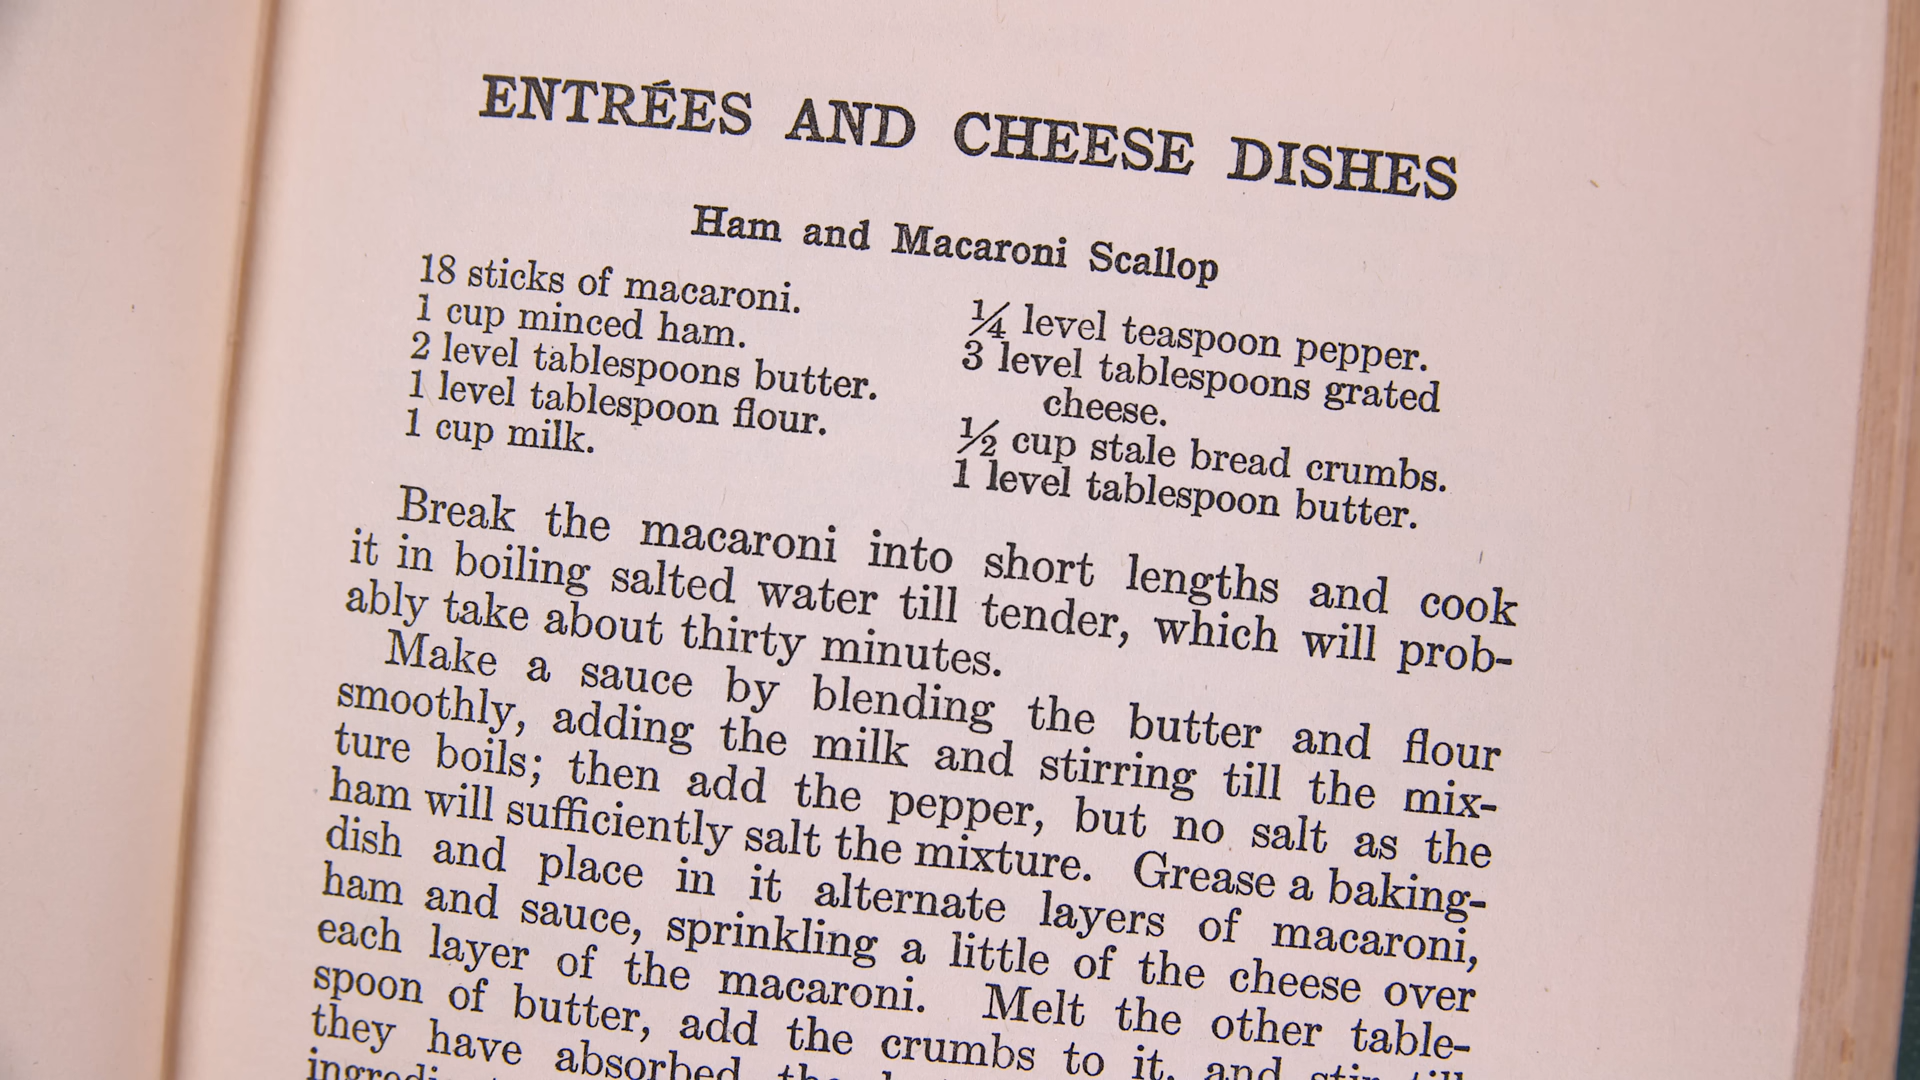 ENTRÉES AND CHEESE DISHES
Ham and Macaroni Scallop
18 sticks of macaroni.
1 cup minced ham.
2 level tablespoons butter.
1 level tablespoon flour.
1 cup milk.
¼ level teaspoon pepper.
3 level tablespoons grated
cheese.
½ cup stale bread crumbs.
1 level tablespoon butter.
Break the macaroni into short lengths and cook
it in boiling salted water till tender, which will prob-
ably take about thirty minutes.
Make a sauce by blending the butter and flour
smoothly, adding the milk and stirring till the mix-
ture boils; then add the pepper, but no salt as the
ham will sufficiently salt the mixture. Grease a baking-
dish and place in it alternate layers of macaroni,
ham and sauce, sprinkling a little of the cheese over
each layer of the macaroni. Melt the other table-
spoon of butter, add the crumbs to it, and stir till
they have absorbed the